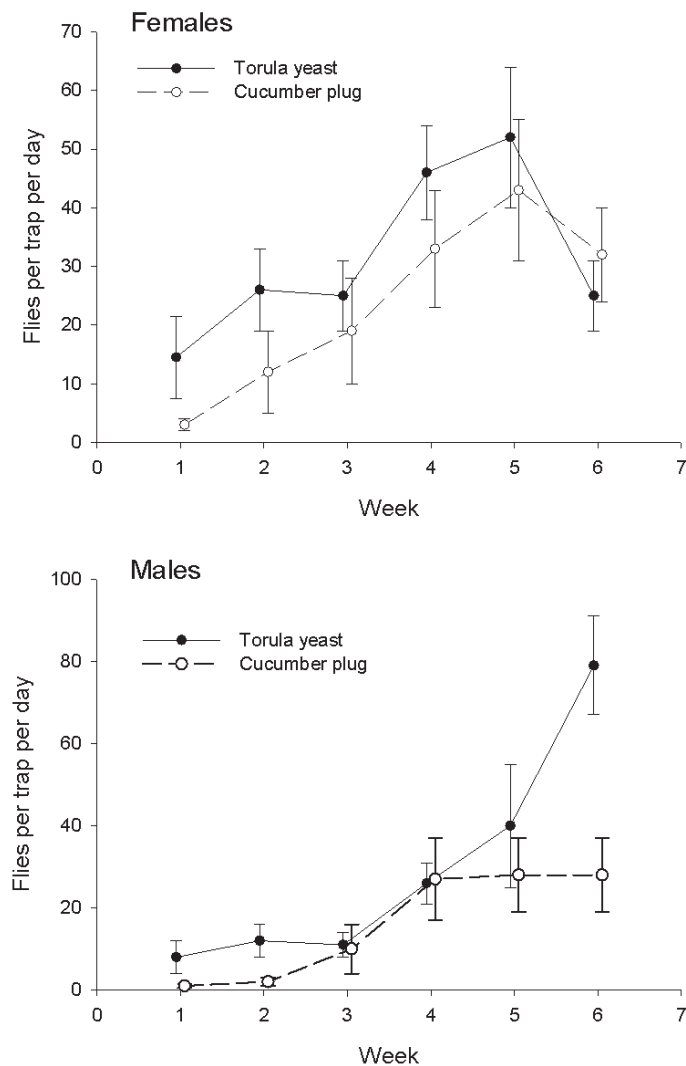 Females
70
Torula yeast
60
Cucumber plug
50
40
30
20
10
0
Flies per trap per day
0 1 2 3 4 5 6 7
Week
Males
100
Torula yeast
80
Cucumber plug
60
40
20
0
Flies per trap per day
0 1 2 3 4 5 6 7
Week